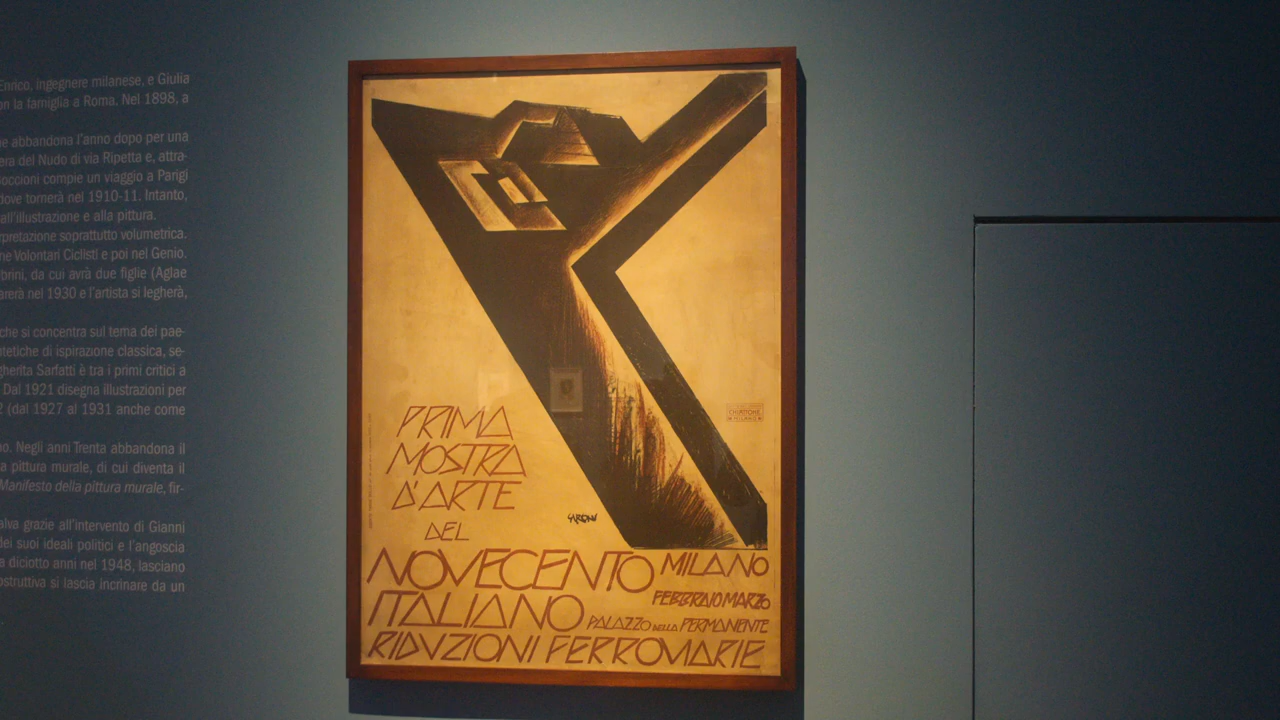 Enrico, ingegnere milanese, e Giulia
on la famiglia a Roma. Nel 1898, a
ne abbandona l'anno dopo per una
era del Nudo di via Ripetta e, attra-
Boccioni compie un viaggio a Parigi
dove tornerà nel 1910-11. Intanto,
all'illustrazione e alla pittura.
rpretazione soprattutto volumetrica.
ne Volontari Ciclisti e poi nel Genio.
brini, da cui avrà due figlie (Aglae
arerà nel 1930 e l'artista si legherà,
che si concentra sul tema dei pae-
ntetiche di ispirazione classica, se-
gherita Sarfatti è tra i primi critici a
Dal 1921 disegna illustrazioni per
2 (dal 1927 al 1931 anche come
no. Negli anni Trenta abbandona il
a pittura murale, di cui diventa il
Manifesto della pittura murale, fir-
alva grazie all'intervento di Gianni
dei suoi ideali politici e l'angoscia
a diciotto anni nel 1948, lasciano
ostruttiva si lascia incrinare da un
PRIMA
MOSTRA
D'ARTE
DEL
NOVECENTO
ITALIANO
MILANO
FEBBRAIO MARZO
PALAZZO DELLA PERMANENTE
RIDVZIONI FERROVIARIE
SIRONI